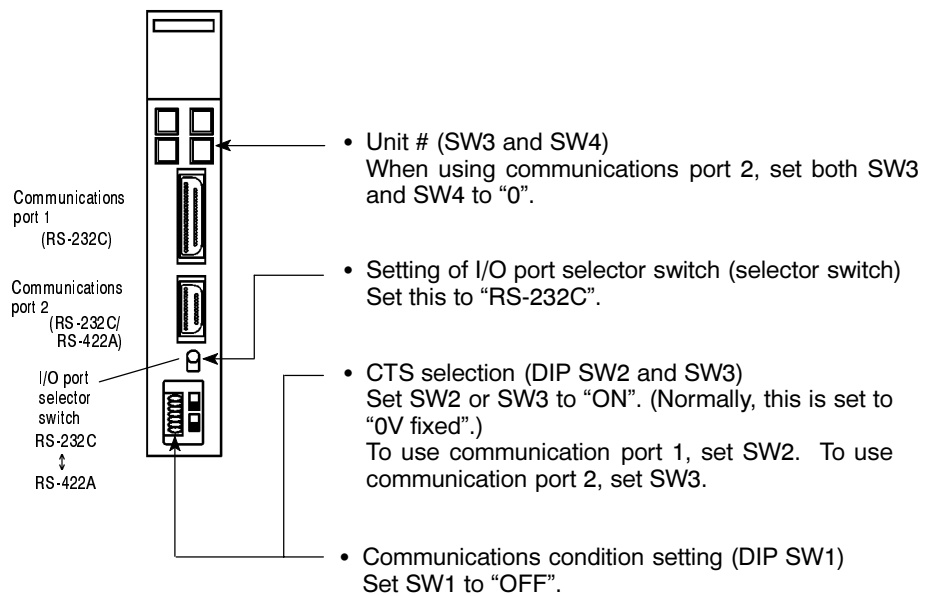 • Unit # (SW3 and SW4)
When using communications port 2, set both SW3
and SW4 to “0”.
Communications
port 1
(RS-232C)
• Setting of I/O port selector switch (selector switch)
Set this to “RS-232C”.
Communications
port 2
(RS-232C/
RS-422A)
I/O port
selector
switch
RS-232C
↕
RS-422A
• CTS selection (DIP SW2 and SW3)
Set SW2 or SW3 to “ON”. (Normally, this is set to
“0V fixed”.)
To use communication port 1, set SW2. To use
communication port 2, set SW3.
• Communications condition setting (DIP SW1)
Set SW1 to “OFF”.